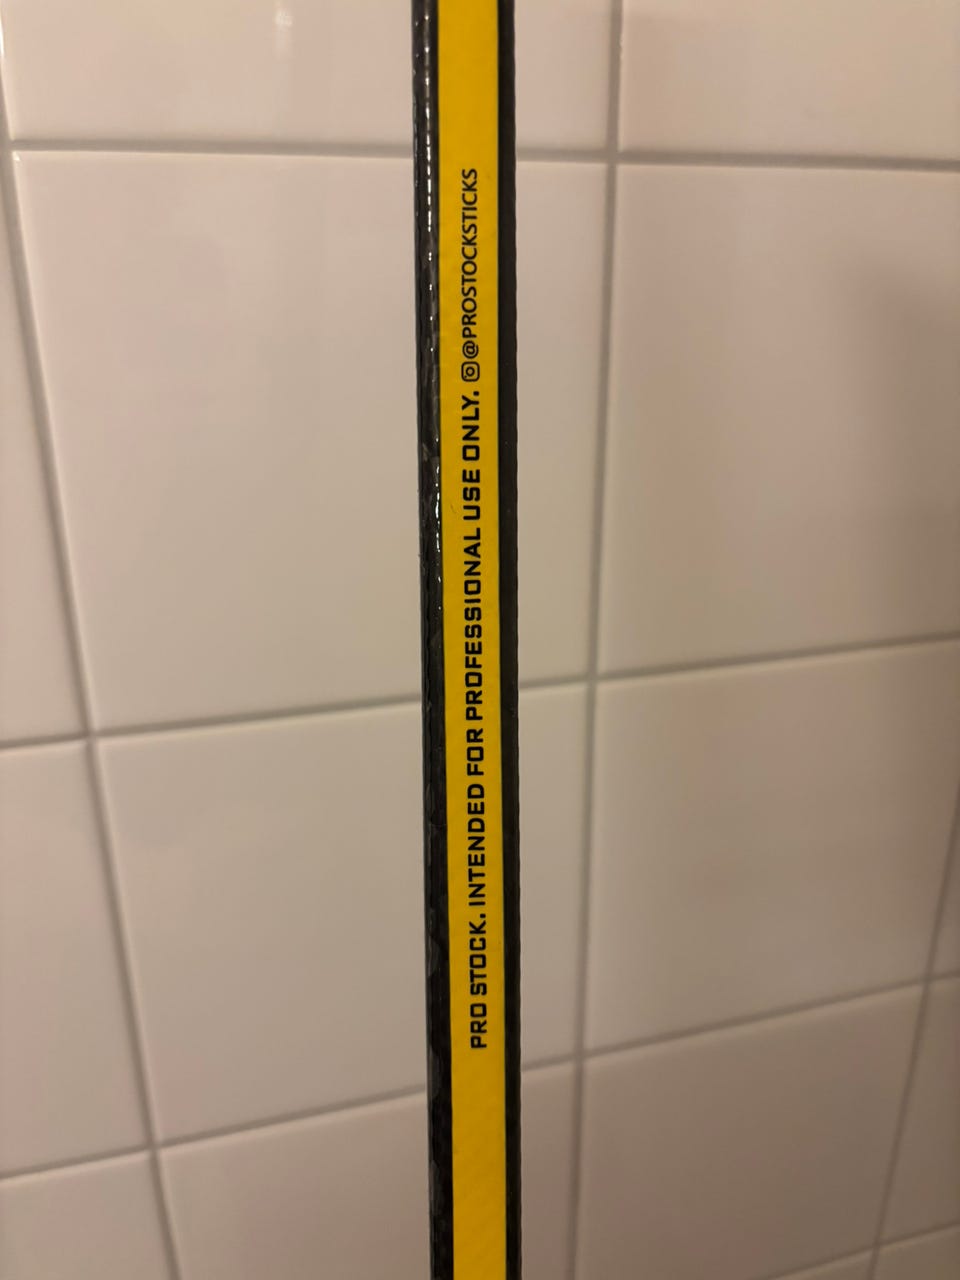 PRO STOCK. INTENDED FOR PROFESSIONAL USE ONLY. @PROSTOCKSTICKS